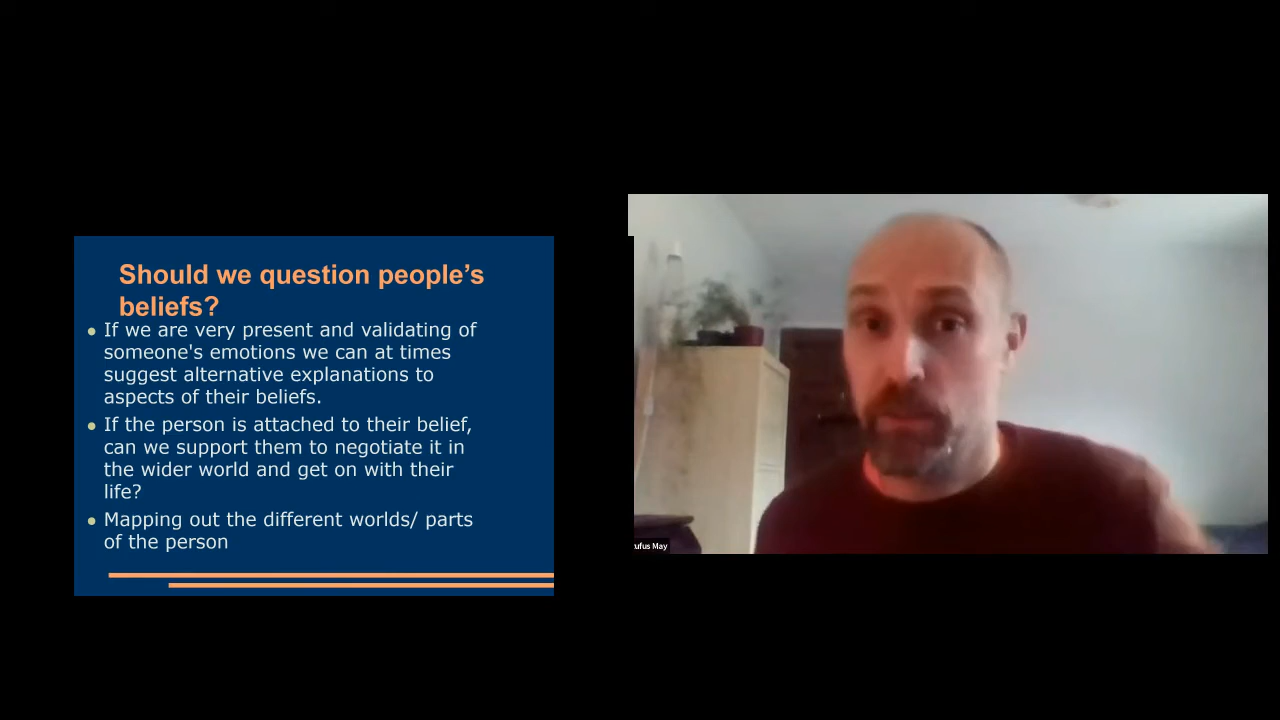 Should we question people's
beliefs?
● If we are very present and validating of
someone's emotions we can at times
suggest alternative explanations to
aspects of their beliefs.
● If the person is attached to their belief,
can we support them to negotiate it in
the wider world and get on with their
life?
● Mapping out the different worlds/ parts
of the person
ufus May